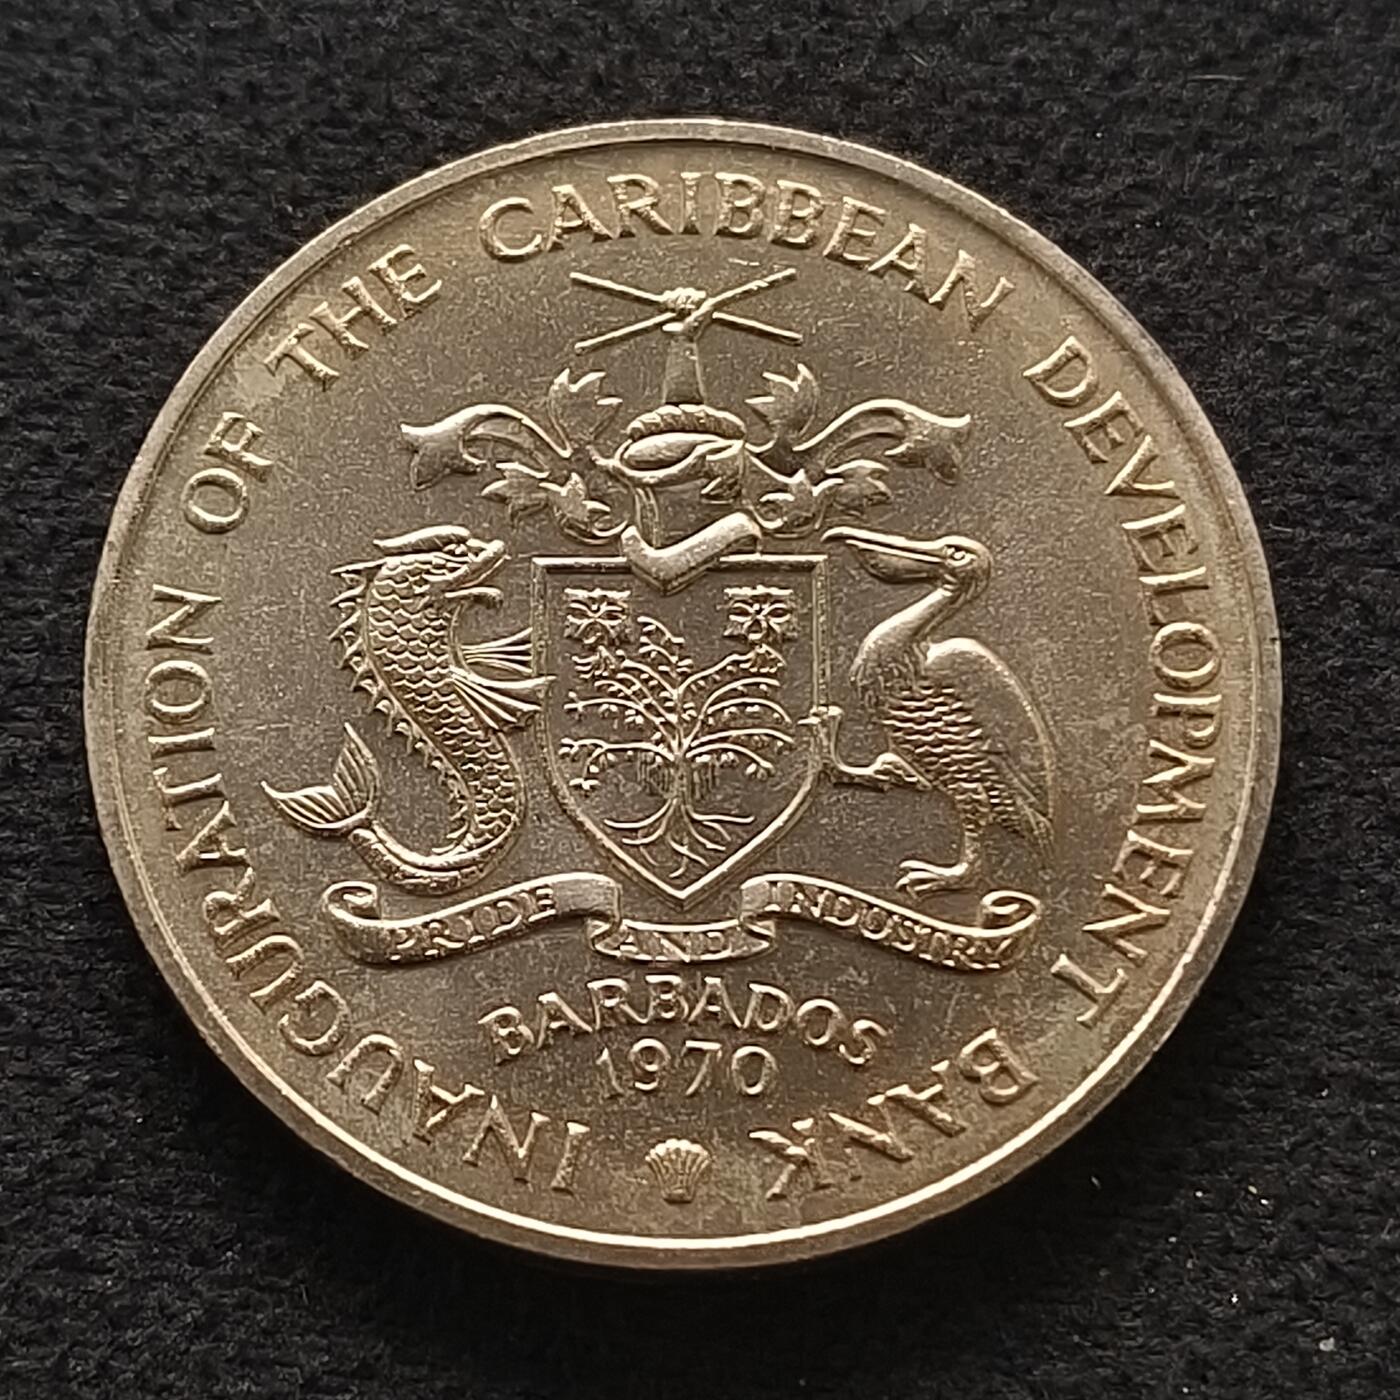 INAUGURATION OF THE CARIBBEAN DEVELOPMENT BANK
PRIDE AND INDUSTRY
BARBADOS
1970